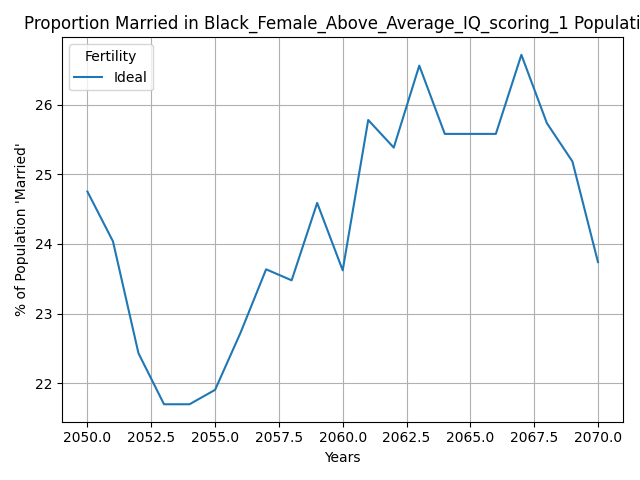 Proportion Married in Black_Female_Above_Average_IQ_scoring_1 Populati
Fertility
Ideal
% of Population 'Married'
26
25
24
23
22
2050.0 2052.5 2055.0 2057.5 2060.0 2062.5 2065.0 2067.5 2070.0
Years